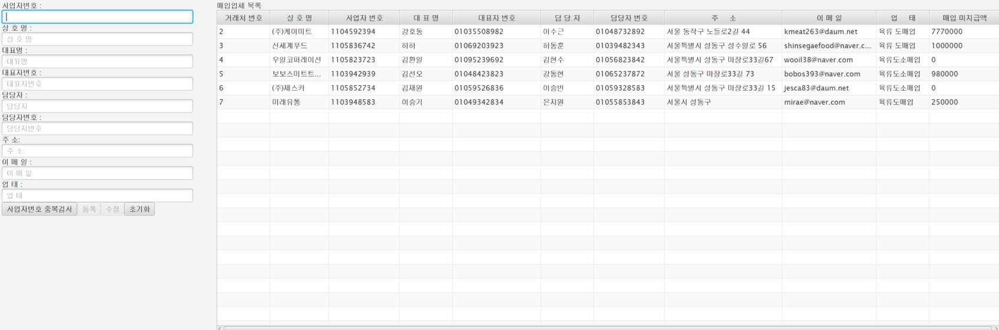 사업자번호 :
상 호 명 :
상 호 명
대표명 :
대표명
대표자번호 :
대표자번호
담당자 :
담당자
담당자번호 :
담당자번호
주 소:
주 소:
이 메 일 :
이 메 일
업 태 :
업 태
사업자번호 중복검사 등록 수정 초기화
매입업체 목록
거래처 번호 상 호 명 사업자 번호 대 표 명 대표자 번호 담 당 자 담당자 번호 주 소 이 메 일 업 태 매입 미지급액
2 (주)케이미트 1104592394 강호동 01035508982 이수근 01048732892 서울 동작구 노들로2길 44 kmeat263@daum.net 육류 도매업 7770000
3 신세계푸드 1105836742 하하 01069203923 하동훈 01039482343 서울특별시 성동구 성수일로 56 shinsegaefood@naver.c... 육류 도매업 1000000
4 우일코퍼레이션 1105823723 김환일 01095239692 김현수 01056823842 서울특별시 성동구 마장로33길67 wooil38@naver.com 육류도소매업 0
5 보보스미트트... 1103942939 김선오 01048423823 강동현 01065237872 서울 성동구 마장로33길 73 bobos393@naver.com 육류도소매업 980000
6 (주)제스카 1105852734 김재원 01059526836 이승빈 01059328583 서울특별시 성동구 마장로33길 15 jesca83@daum.net 육류도소매업 0
7 미래유통 1103948583 이승기 01049342834 은지원 01055853843 서울시 성동구 mirae@naver.com 육류도매업 250000